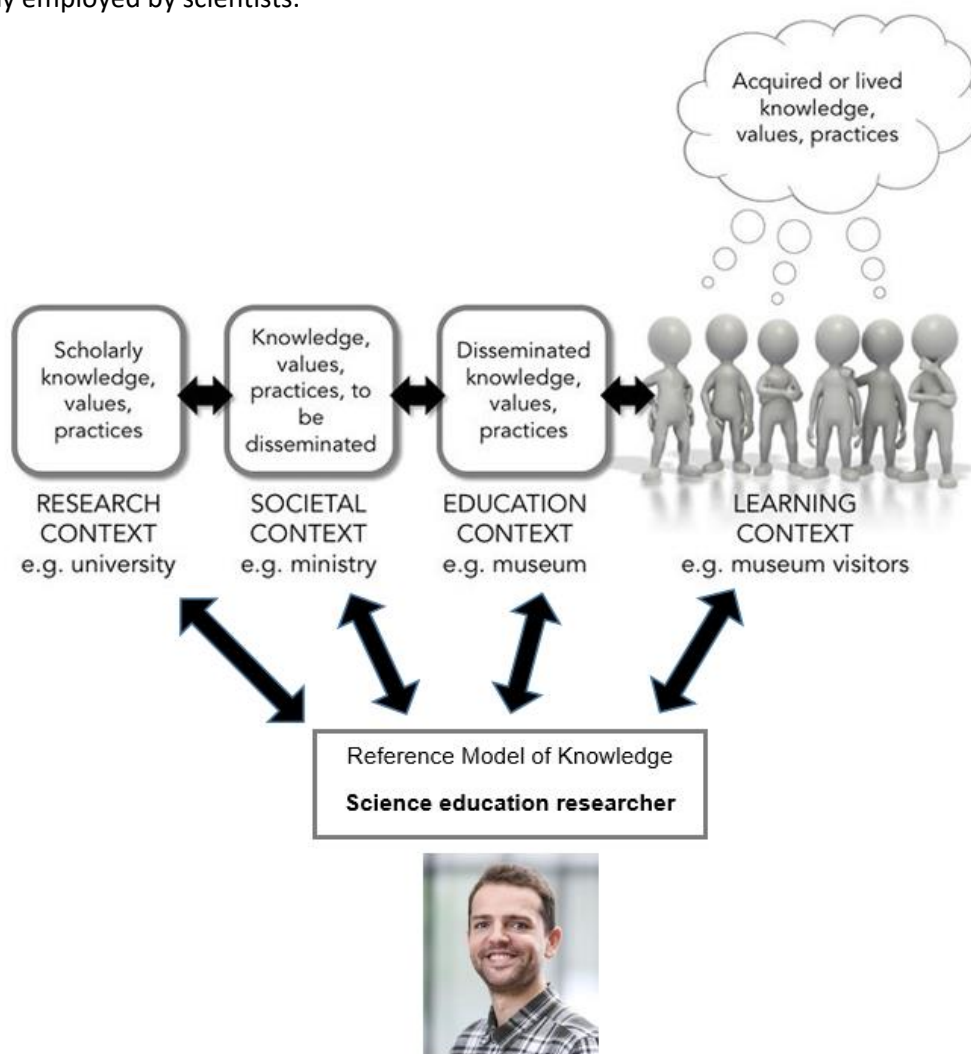 employed by scientists.
Acquired or lived
knowledge,
values, practices
Scholarly
knowledge,
values,
practices
Knowledge,
values,
practices, to
be
disseminated
Disseminated
knowledge,
values,
practices
RESEARCH
CONTEXT
e.g. university
SOCIETAL
CONTEXT
e.g. ministry
EDUCATION
CONTEXT
e.g. museum
LEARNING
CONTEXT
e.g. museum visitors
Reference Model of Knowledge
Science education researcher